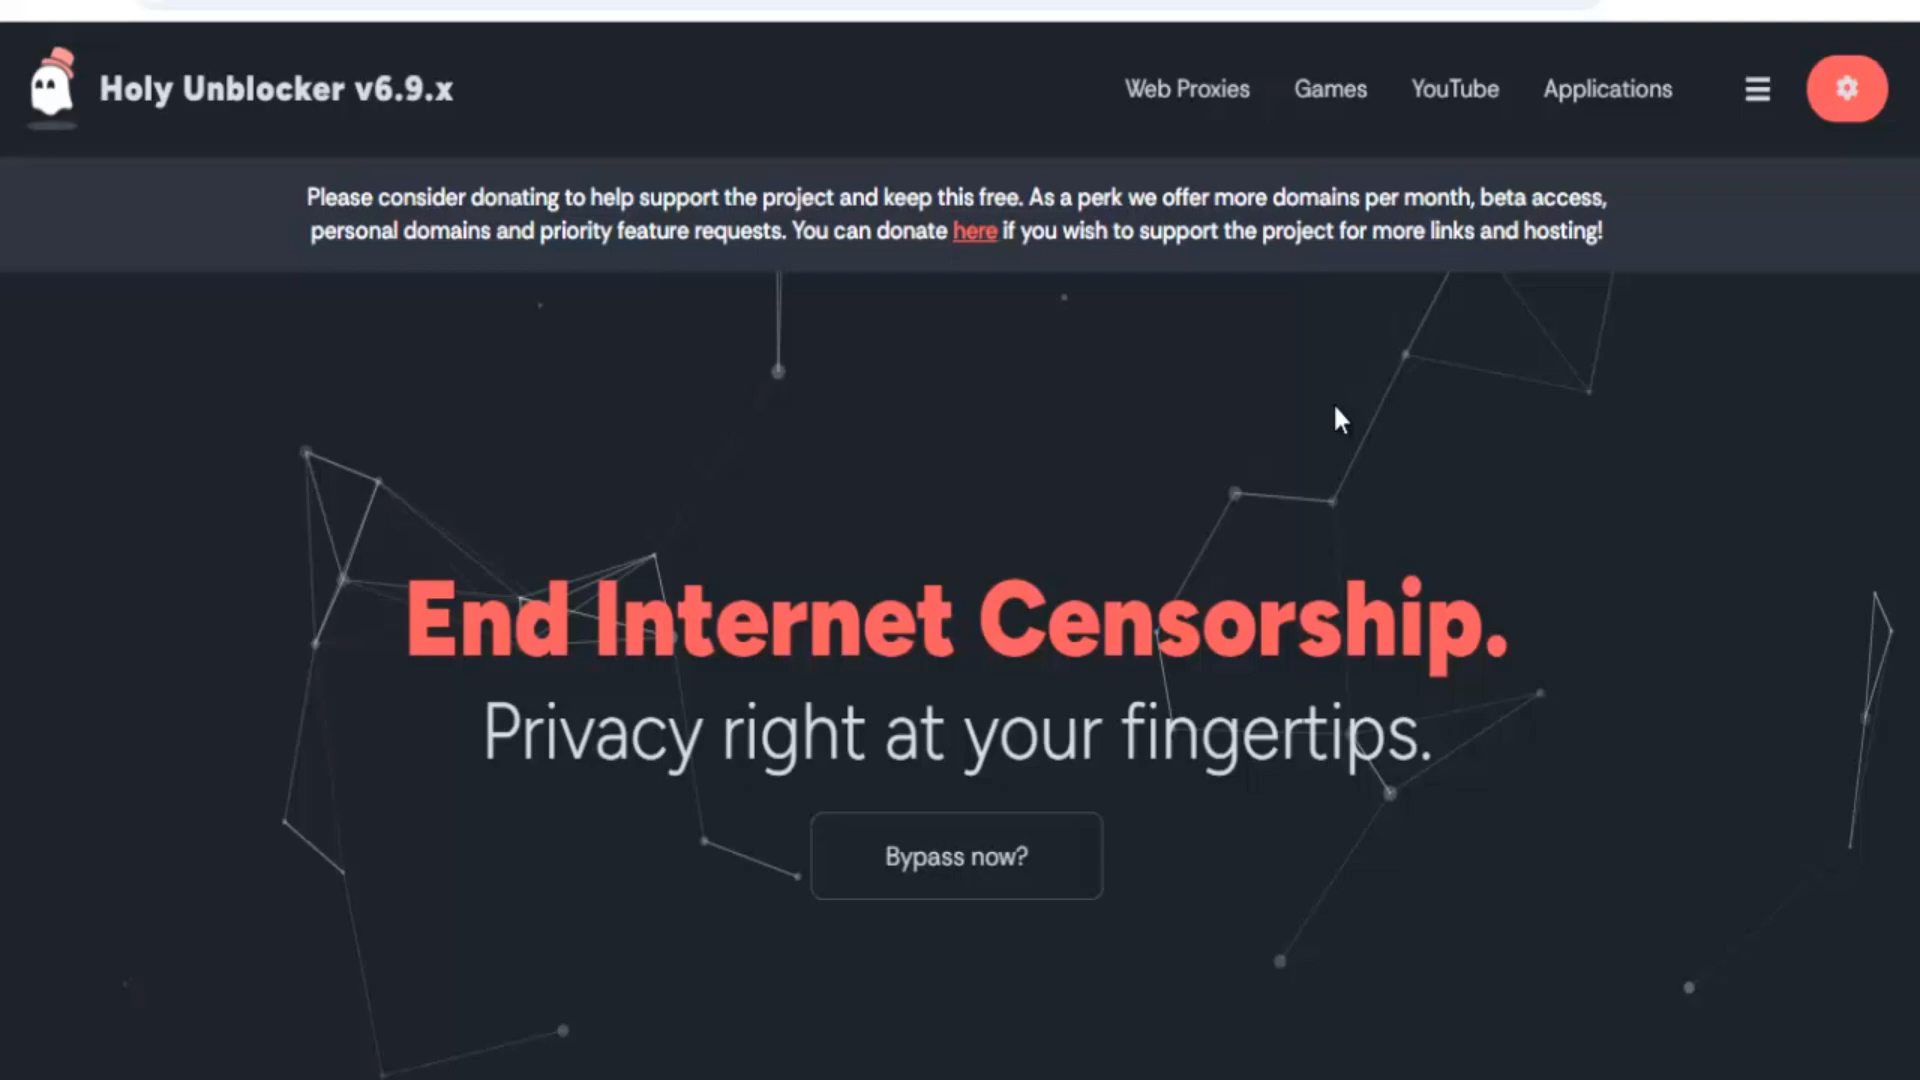 Holy Unblocker v6.9.x
Web Proxies
Games
YouTube
Applications
Please consider donating to help support the project and keep this free. As a perk we offer more domains per month, beta access,
personal domains and priority feature requests. You can donate here if you wish to support the project for more links and hosting!
End Internet Censorship.
Privacy right at your fingertips.
Bypass now?